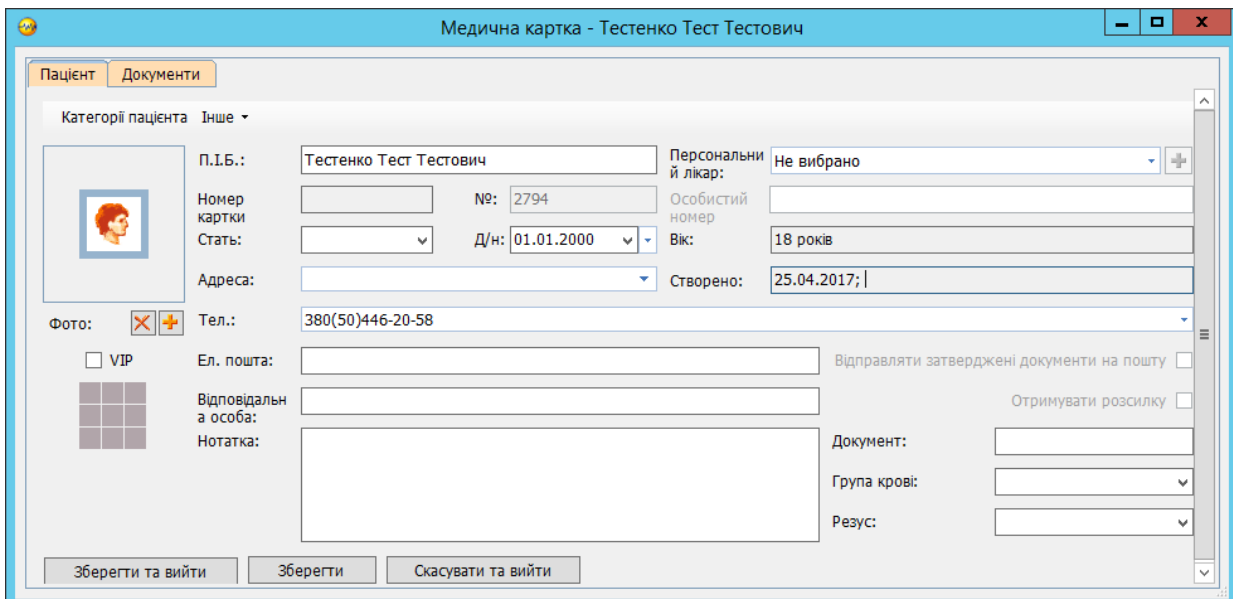 Медична картка - Тестенко Тест Тестович
Пацієнт Документи
Категорії пацієнта Інше
П.І.Б.: Тестенко Тест Тестович Персональни й лікар: Не вибрано
Номер картки №: 2794 Особистий номер
Стать: Д/н: 01.01.2000 Вік: 18 років
Адреса: Створено: 25.04.2017;
Фото: Тел.: 380(50)446-20-58
VIP Ел. пошта: Відправляти затверджені документи на пошту
Відповідальн а особа: Отримувати розсилку
Нотатка: Документ:
Група крові:
Резус:
Зберегти та вийти Зберегти Скасувати та вийти